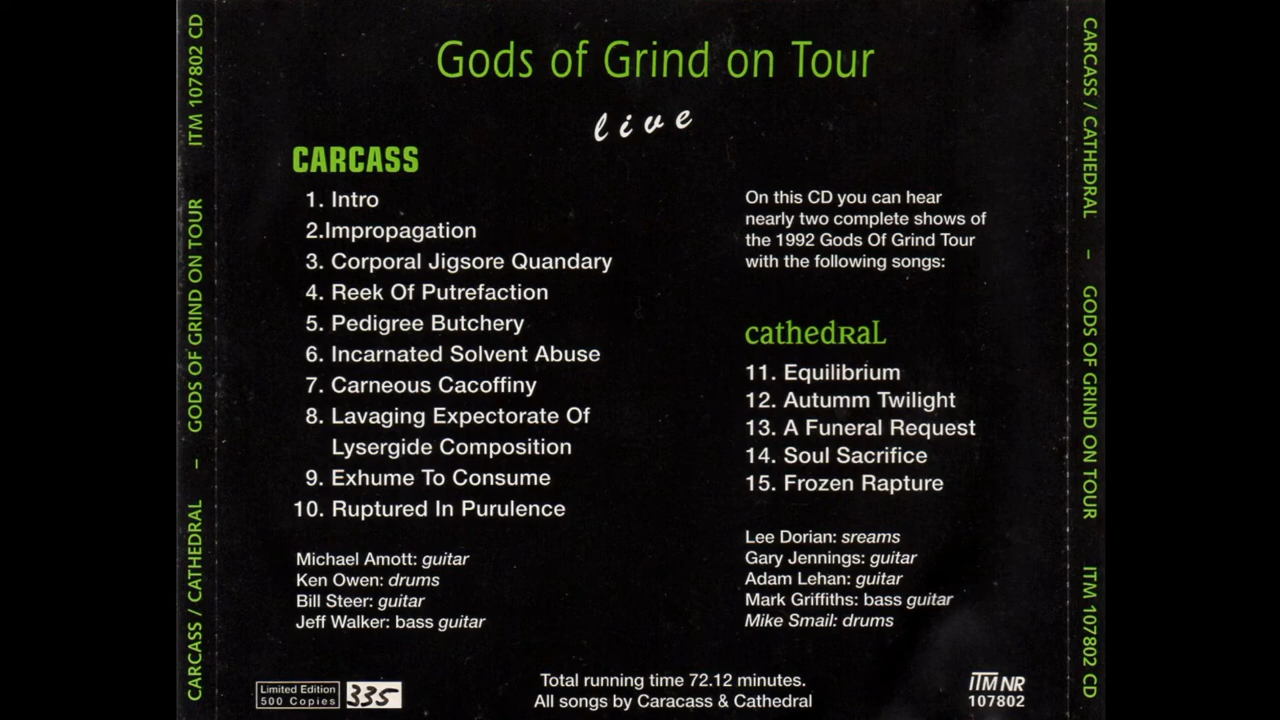 CARCASS / CATHEDRAL – GODS OF GRIND ON TOUR ITM 107802 CD
Gods of Grind on Tour
live
CARCASS
1. Intro
2.Impropagation
3. Corporal Jigsore Quandary
4. Reek Of Putrefaction
5. Pedigree Butchery
6. Incarnated Solvent Abuse
7. Carneous Cacoffiny
8. Lavaging Expectorate Of
Lysergide Composition
9. Exhume To Consume
10. Ruptured In Purulence
Michael Amott: guitar
Ken Owen: drums
Bill Steer: guitar
Jeff Walker: bass guitar
On this CD you can hear
nearly two complete shows of
the 1992 Gods Of Grind Tour
with the following songs:
cathedRaL
11. Equilibrium
12. Autumm Twilight
13. A Funeral Request
14. Soul Sacrifice
15. Frozen Rapture
Lee Dorian: sreams
Gary Jennings: guitar
Adam Lehan: guitar
Mark Griffiths: bass guitar
Mike Smail: drums
Limited Edition
500 Copies
335
Total running time 72.12 minutes.
All songs by Caracass & Cathedral
ITM NR
107802
CARCASS / CATHEDRAL – GODS OF GRIND ON TOUR ITM 107802 CD